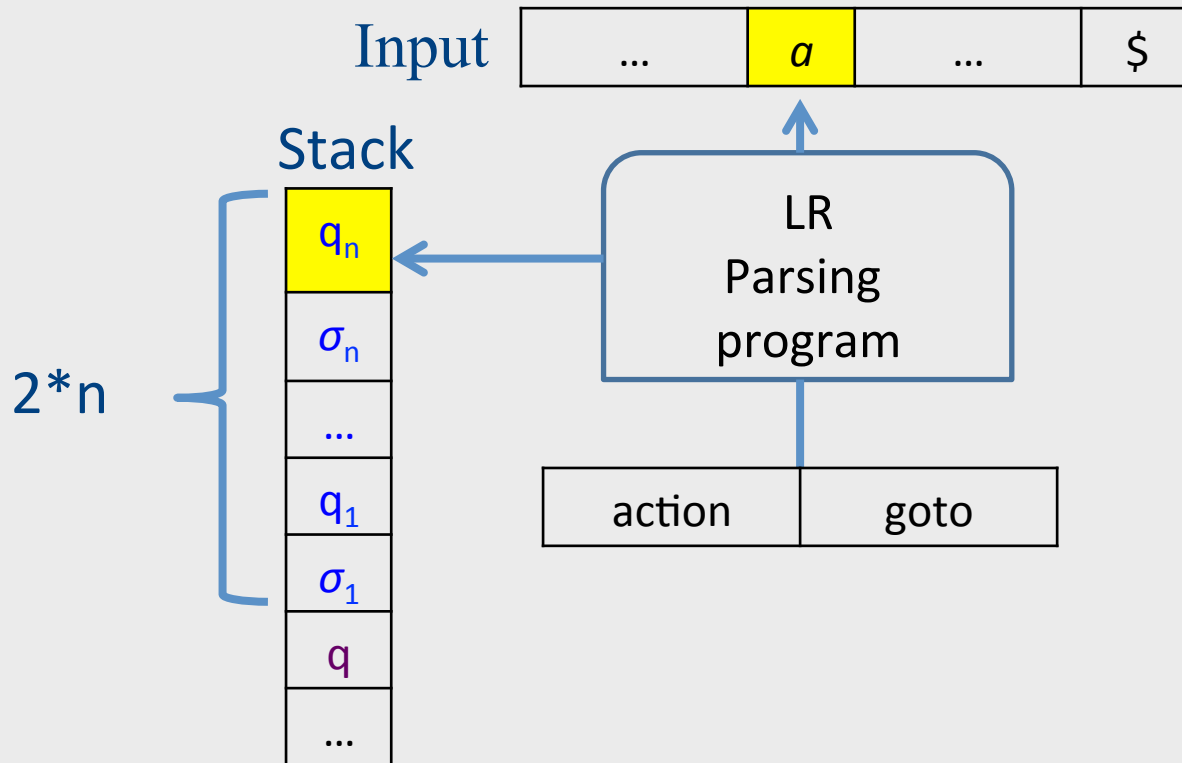 Input
… a … $
Stack
qₙ
σₙ
…
q₁
σ₁
q
…
2*n
LR
Parsing
program
action goto